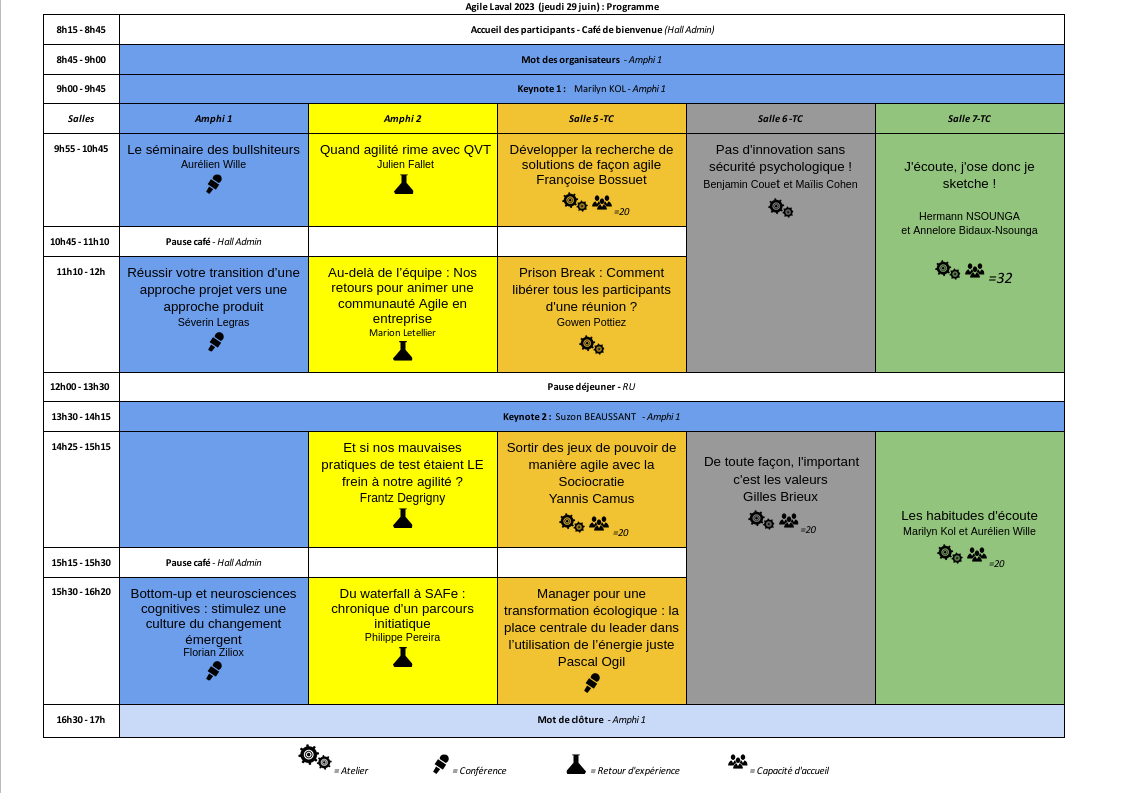 Agile Laval 2023 (jeudi 29 juin) : Programme
8h15 - 8h45
Accueil des participants - Café de bienvenue (Hall Admin)
8h45 - 9h00
Mot des organisateurs - Amphi 1
9h00 - 9h45
Keynote 1 : Marilyn KOL - Amphi 1
Salles
Amphi 1
Amphi 2
Salle 5 -TC
Salle 6 -TC
Salle 7-TC
9h55 - 10h45
Le séminaire des bullshiteurs
Aurélien Wille
Quand agilité rime avec QVT
Julien Fallet
Développer la recherche de
solutions de façon agile
Françoise Bossuet
=20
Pas d'innovation sans
sécurité psychologique !
Benjamin Couet et Maïlis Cohen
J'écoute, j'ose donc je
sketche !
Hermann NSOUNGA
et Annelore Bidaux-Nsounga
=32
10h45 - 11h10
Pause café - Hall Admin
11h10 - 12h
Réussir votre transition d’une
approche projet vers une
approche produit
Séverin Legras
Au-delà de l’équipe : Nos
retours pour animer une
communauté Agile en
entreprise
Marion Letellier
Prison Break : Comment
libérer tous les participants
d'une réunion ?
Gowen Pottiez
12h00 - 13h30
Pause déjeuner - RU
13h30 - 14h15
Keynote 2 : Suzon BEAUSSANT - Amphi 1
14h25 - 15h15
Et si nos mauvaises
pratiques de test étaient LE
frein à notre agilité ?
Frantz Degrigny
Sortir des jeux de pouvoir de
manière agile avec la
Sociocratie
Yannis Camus
=20
De toute façon, l'important
c'est les valeurs
Gilles Brieux
=20
Les habitudes d'écoute
Marilyn Kol et Aurélien Wille
=20
15h15 - 15h30
Pause café - Hall Admin
15h30 - 16h20
Bottom-up et neurosciences
cognitives : stimulez une
culture du changement
émergent
Florian Ziliox
Du waterfall à SAFe :
chronique d'un parcours
initiatique
Philippe Pereira
Manager pour une
transformation écologique : la
place centrale du leader dans
l’utilisation de l’énergie juste
Pascal Ogil
16h30 - 17h
Mot de clôture - Amphi 1
= Atelier
= Conférence
= Retour d'expérience
= Capacité d'accueil